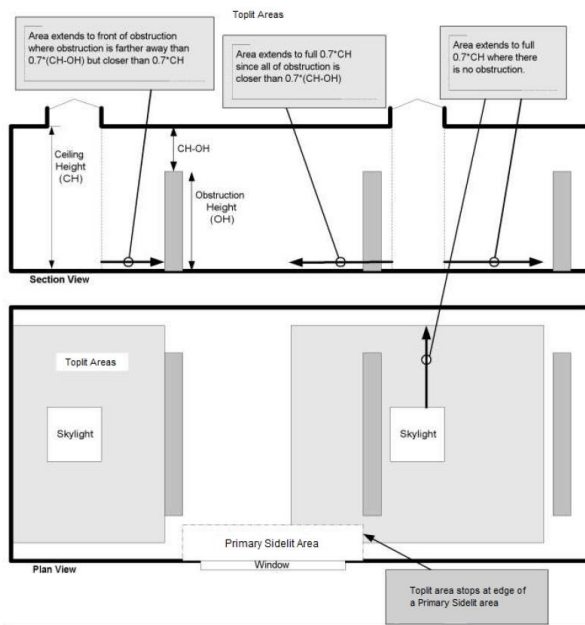 Toplit Areas
Area extends to front of obstruction
where obstruction is farther away than
0.7*(CH-OH) but closer than 0.7*CH
Area extends to full 0.7*CH
since all of obstruction is
closer than 0.7*(CH-OH)
Area extends to full
0.7*CH where there
is no obstruction.
Ceiling
Height
(CH)
CH-OH
Obstruction
Height
(OH)
Section View
Toplit Areas
Skylight
Skylight
Primary Sidelit Area
Window
Plan View
Toplit area stops at edge of
a Primary Sidelit area